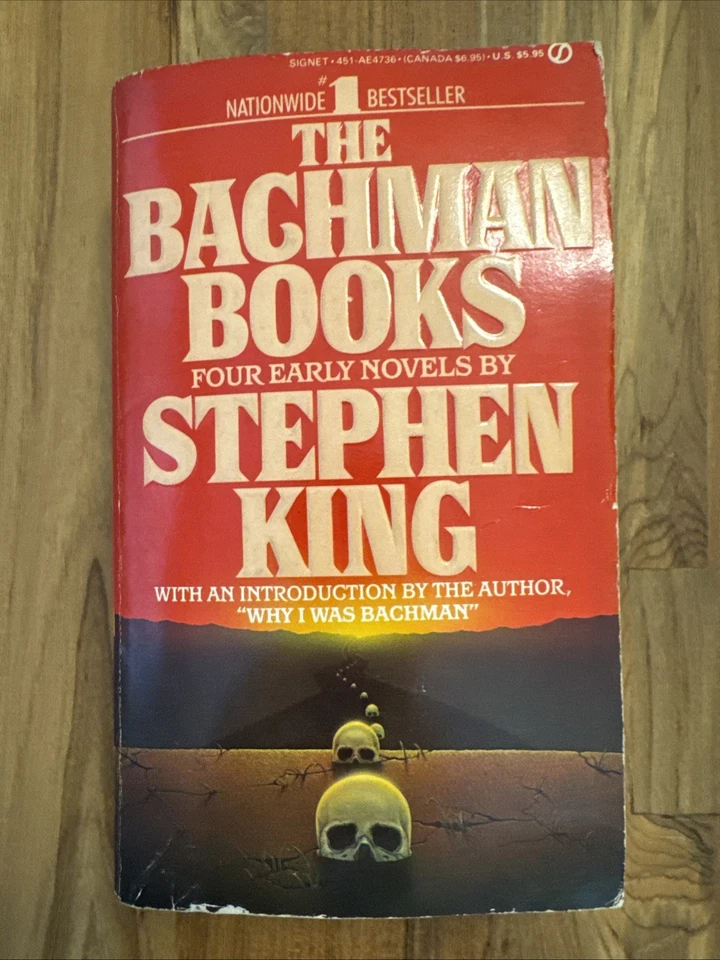 SIGNET • 451-AE4736 • (CANADA $6.95) • U.S. $5.95
#1 NATIONWIDE BESTSELLER
THE
BACHMAN
BOOKS
FOUR EARLY NOVELS BY
STEPHEN
KING
WITH AN INTRODUCTION BY THE AUTHOR,
"WHY I WAS BACHMAN"